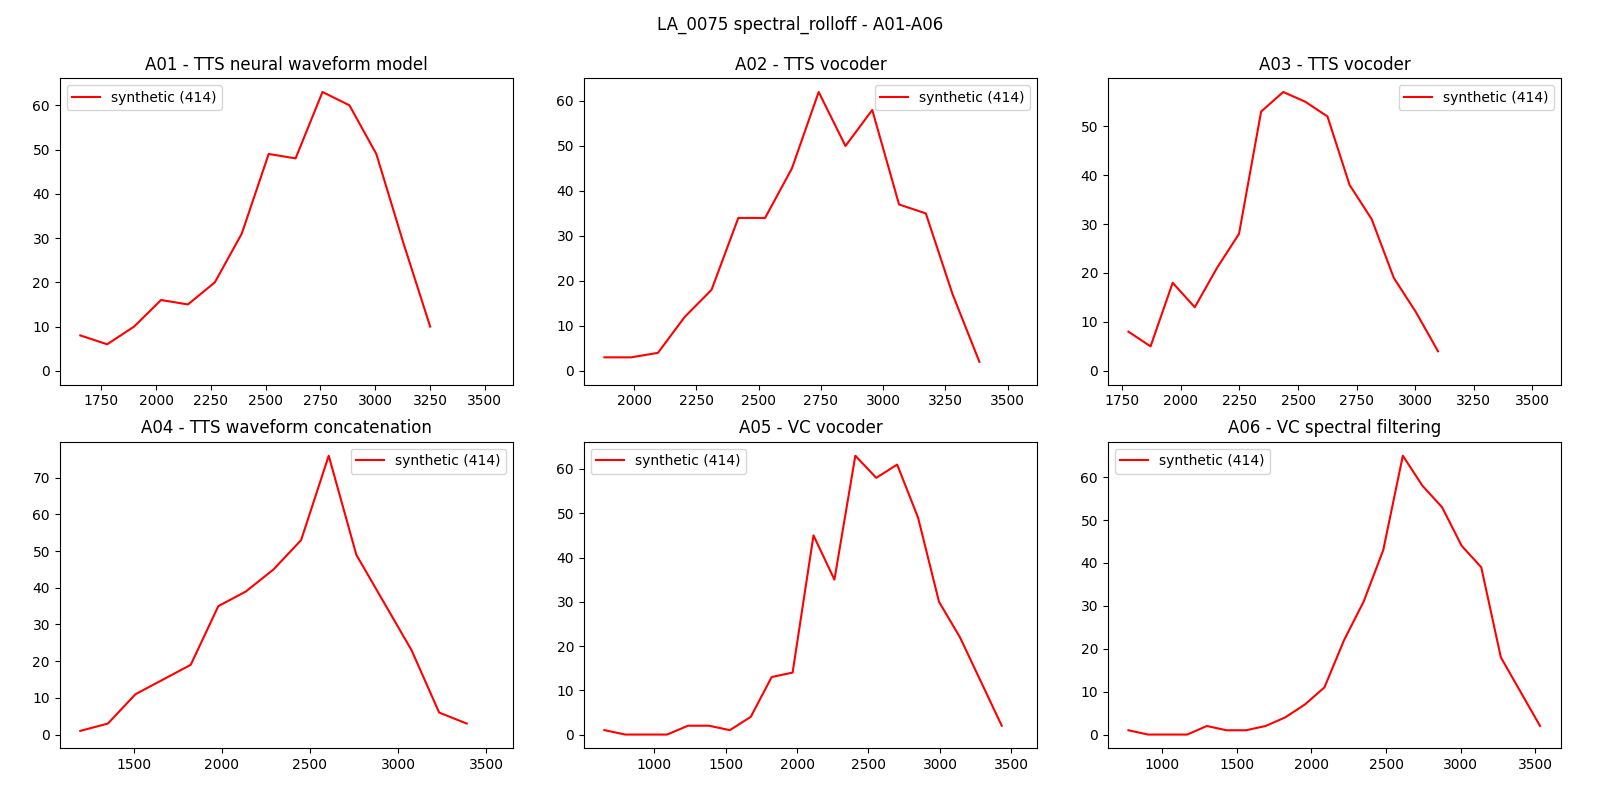 LA_0075 spectral_rolloff - A01-A06
A01 - TTS neural waveform model
synthetic (414)
60
50
40
30
20
10
0
1750 2000 2250 2500 2750 3000 3250 3500
A02 - TTS vocoder
synthetic (414)
60
50
40
30
20
10
0
2000 2250 2500 2750 3000 3250 3500
A03 - TTS vocoder
synthetic (414)
50
40
30
20
10
0
1750 2000 2250 2500 2750 3000 3250 3500
A04 - TTS waveform concatenation
synthetic (414)
70
60
50
40
30
20
10
0
1500 2000 2500 3000 3500
A05 - VC vocoder
synthetic (414)
60
50
40
30
20
10
0
1000 1500 2000 2500 3000 3500
A06 - VC spectral filtering
synthetic (414)
60
50
40
30
20
10
0
1000 1500 2000 2500 3000 3500